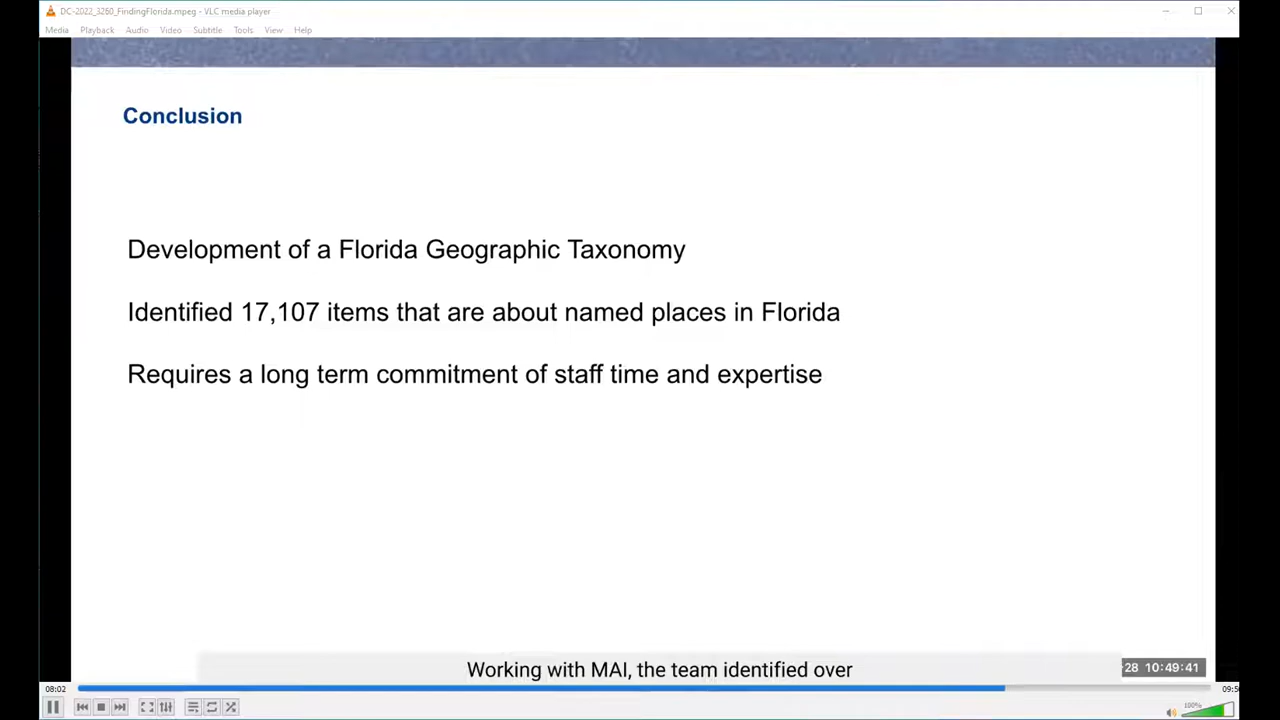 DC-2022_3260_FindingFlorida.mpeg - VLC media player
Media Playback Audio Video Subtitle Tools View Help
Conclusion
Development of a Florida Geographic Taxonomy
Identified 17,107 items that are about named places in Florida
Requires a long term commitment of staff time and expertise
Working with MAI, the team identified over
28 10:49:41
08:02
100%